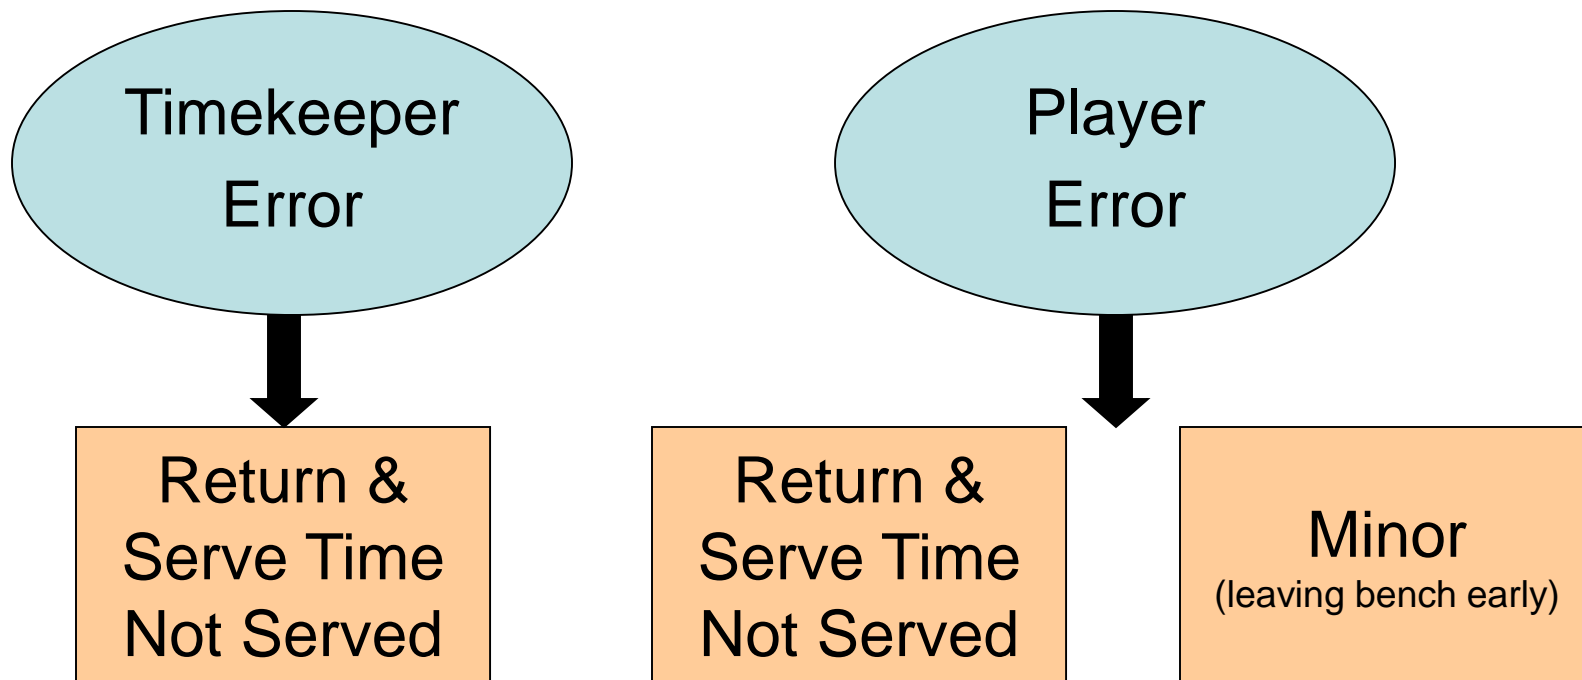 Timekeeper
Error
Player
Error
Return &
Serve Time
Not Served
Return &
Serve Time
Not Served
Minor
(leaving bench early)